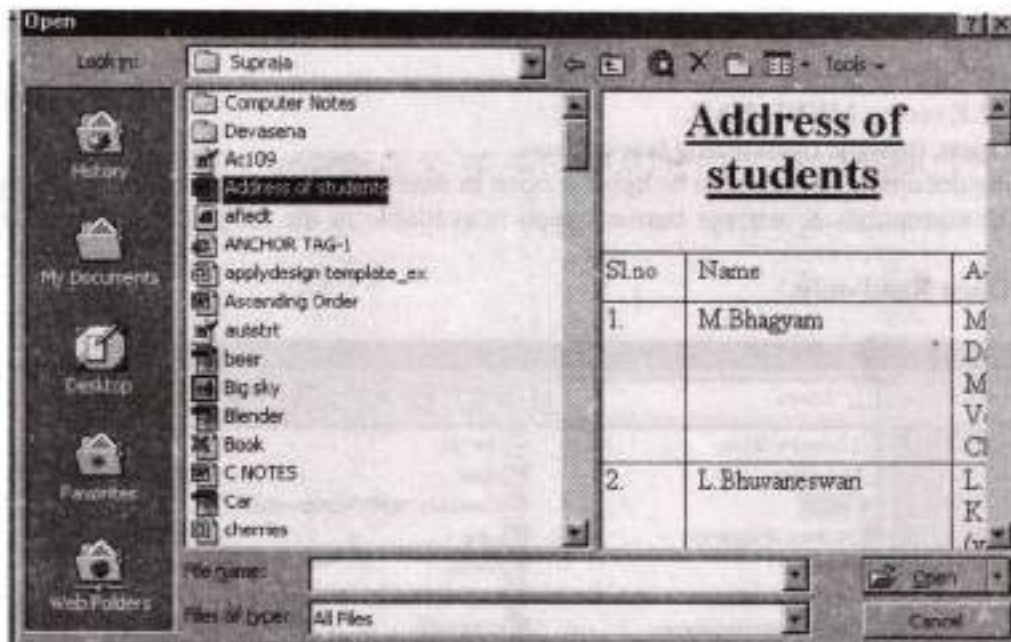 Open
Look in:
Supraja
Tools
History
My Documents
Desktop
Favorites
Web Folders
Computer Notes
Devasena
Ac109
Address of students
afiedt
ANCHOR TAG-1
applydesign template_ex
Ascending Order
beer
Big sky
Blender
Book
C NOTES
Car
cherries
Address of
students
Sl.no Name A
1. M.Bhagyam M
D
M
V
Cl
2. L.Bhuvaneswari L.
K
File name:
Open
Files of type: All Files
Cancel